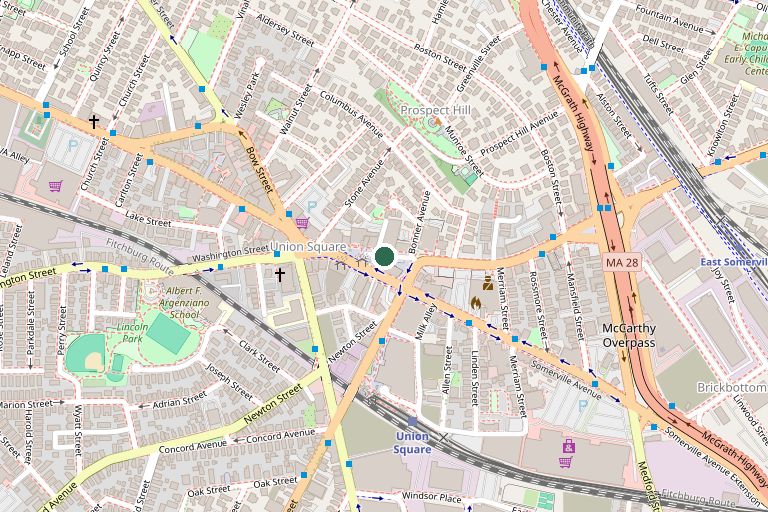 School Street
Quincy Street
Church Street
Wesley Park
Aldersey Street
Walnut Street
Columbus Avenue
Boston Street
Greenville Street
Chester Avenue
Fountain Avenue
Dell Street
Tufts Street
Glen Street
Knowlton Street
Alston Street
McGrath Highway
Prospect Hill
Munroe Street
Prospect Hill Avenue
Boston Street
Church Street
Carlton Street
Bow Street
Stone Avenue
Bonner Avenue
Lake Street
Fitchburg Route
Washington Street
Union Square
Leland Street
Albert F.
Argenziano
School
Lincoln
Park
Perry Street
Parkdale Street
Clark Street
Joseph Street
Newton Street
Milk Alley
Merriam Street
Rossmore Street
Mansfield Street
MA 28
McCarthy
Overpass
Joy Street
Allen Street
Linden Street
Merriam Street
Somerville Avenue
Brickbottom
Linwood Street
Marion Street
Harold Street
Wyatt Street
Adrian Street
Newton Street
Concord Avenue
Concord Avenue
Union
Square
Somerville Avenue Extension
McGrath-Highway
Oak Street
Oak Street
Windsor Place
Fitchburg Route